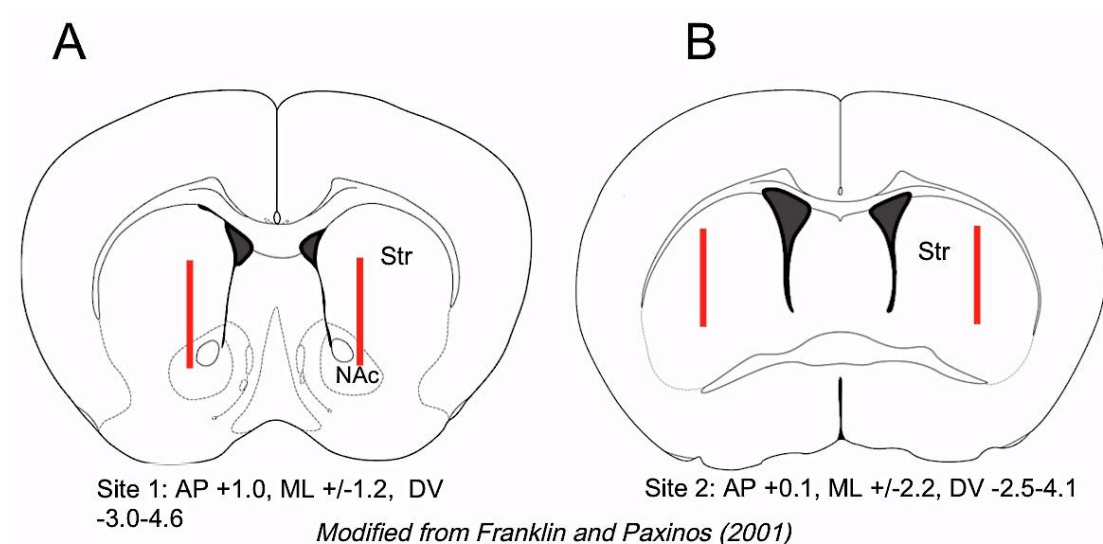 A
B
Str
Str
NAc
Site 1: AP +1.0, ML +/-1.2, DV
-3.0-4.6
Site 2: AP +0.1, ML +/-2.2, DV -2.5-4.1
Modified from Franklin and Paxinos (2001)